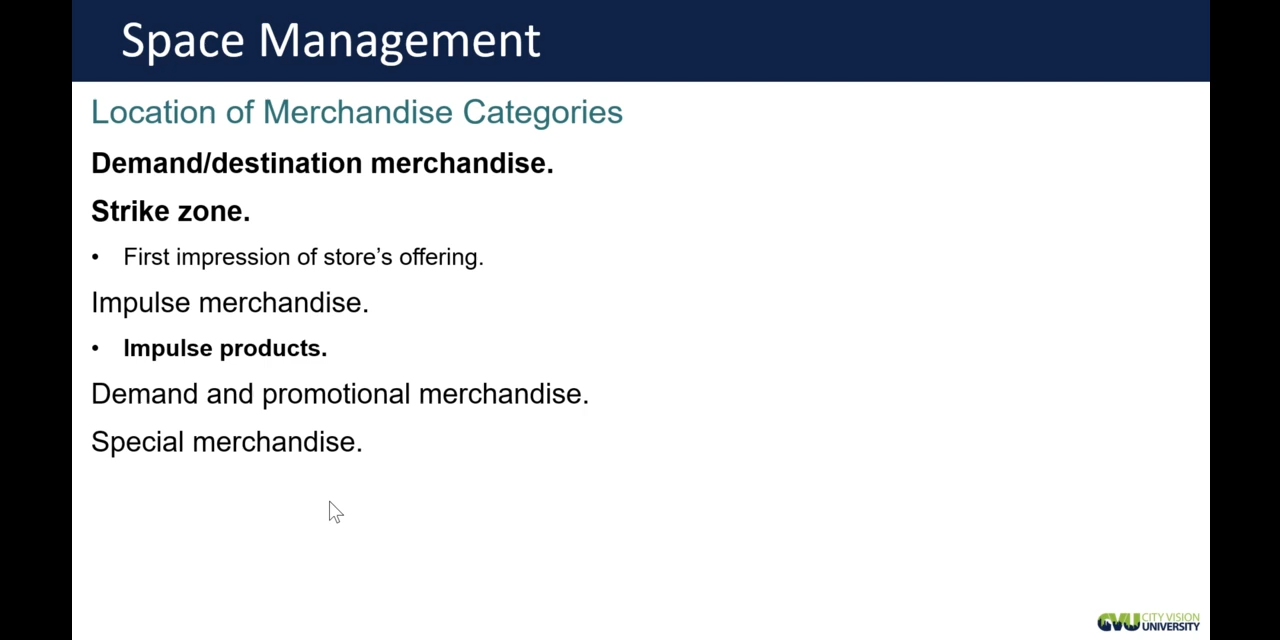 Space Management
Location of Merchandise Categories
Demand/destination merchandise.
Strike zone.
• First impression of store’s offering.
Impulse merchandise.
• Impulse products.
Demand and promotional merchandise.
Special merchandise.
CVU CITY VISION
UNIVERSITY